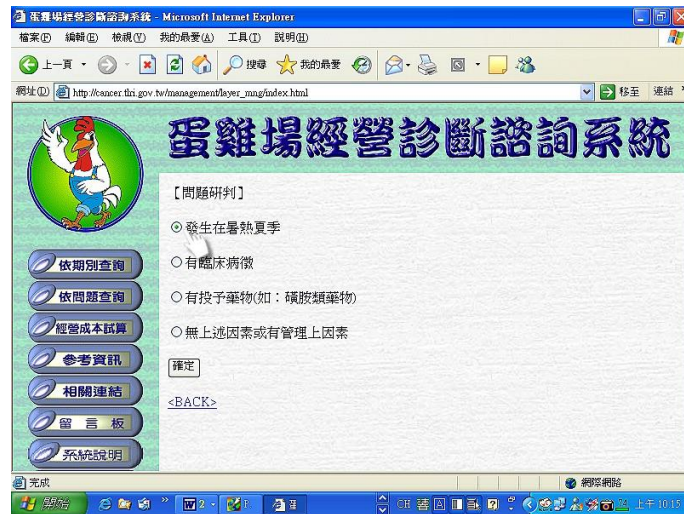 蛋雞場經營診斷諮詢系統 - Microsoft Internet Explorer
檔案(F) 編輯(E) 檢視(V) 我的最愛(A) 工具(T) 說明(H)
上一頁 搜尋 我的最愛
網址(D) http://cancer.tlri.gov.tw/management/layer_mng/index.html 移至 連結
蛋雞場經營診斷諮詢系統
【問題研判】
發生在暑熱夏季
有臨床病徵
有投予藥物(如：磺胺類藥物)
無上述因素或有管理上因素
確定
<BACK>
依期別查詢
依問題查詢
經營成本試算
參考資訊
相關連結
留言板
系統說明
完成 網際網路
開始 2 CH 上午 10:15